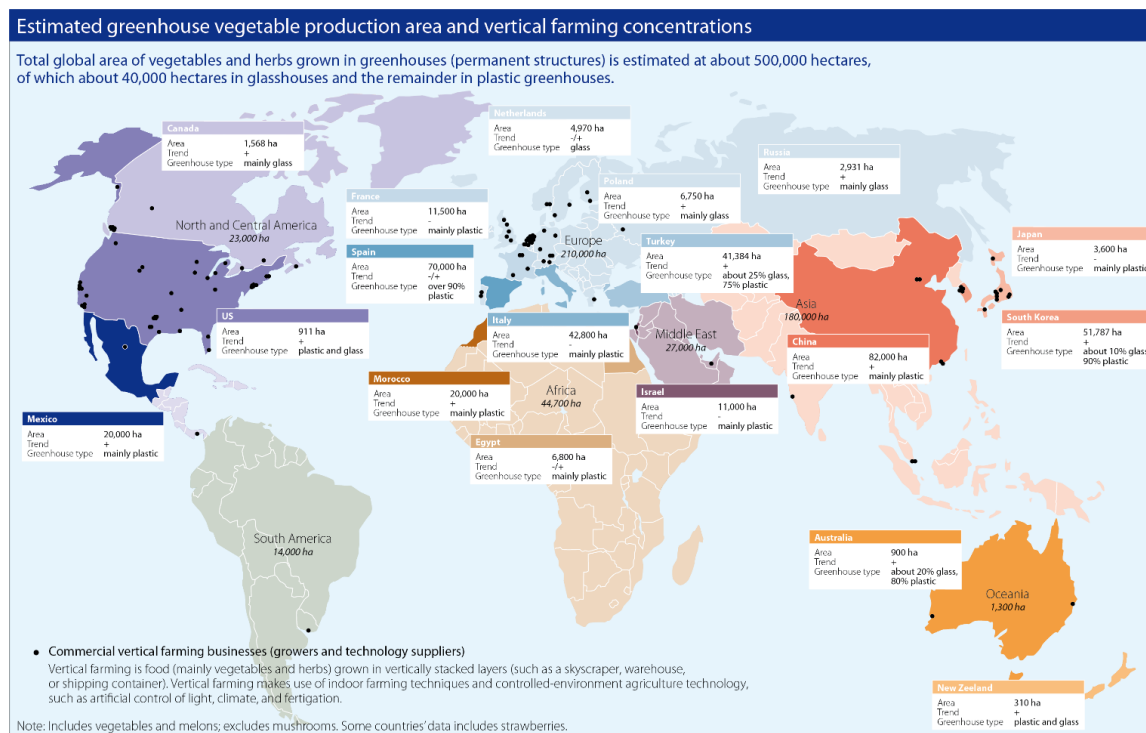 Estimated greenhouse vegetable production area and vertical farming concentrations
Total global area of vegetables and herbs grown in greenhouses (permanent structures) is estimated at about 500,000 hectares,
of which about 40,000 hectares in glasshouses and the remainder in plastic greenhouses.
Canada
Area 1,568 ha
Trend +
Greenhouse type mainly glass
Netherlands
Area 4,970 ha
Trend -/+
Greenhouse type glass
Russia
Area 2,931 ha
Trend +
Greenhouse type mainly glass
Poland
Area 6,750 ha
Trend +
Greenhouse type mainly glass
France
Area 11,500 ha
Trend -
Greenhouse type mainly plastic
North and Central America
23,000 ha
Europe
210,000 ha
Turkey
Area 41,384 ha
Trend +
Greenhouse type about 25% glass,
75% plastic
Japan
Area 3,600 ha
Trend -
Greenhouse type mainly plastic
Spain
Area 70,000 ha
Trend -/+
Greenhouse type over 90%
plastic
Asia
180,000 ha
US
Area 911 ha
Trend +
Greenhouse type plastic and glass
Italy
Area 42,800 ha
Trend -
Greenhouse type mainly plastic
Middle East
27,000 ha
South Korea
Area 51,787 ha
Trend +
Greenhouse type about 10% glass
90% plastic
China
Area 82,000 ha
Trend +
Greenhouse type mainly plastic
Morocco
Area 20,000 ha
Trend +
Greenhouse type mainly plastic
Africa
44,700 ha
Israel
Area 11,000 ha
Trend -
Greenhouse type mainly plastic
Mexico
Area 20,000 ha
Trend +
Greenhouse type mainly plastic
Egypt
Area 6,800 ha
Trend -/+
Greenhouse type mainly plastic
South America
14,000 ha
Australia
Area 900 ha
Trend +
Greenhouse type about 20% glass,
80% plastic
Oceania
1,300 ha
Commercial vertical farming businesses (growers and technology suppliers)
Vertical farming is food (mainly vegetables and herbs) grown in vertically stacked layers (such as a skyscraper, warehouse,
or shipping container). Vertical farming makes use of indoor farming techniques and controlled-environment agriculture technology,
such as artificial control of light, climate, and fertigation.
New Zeeland
Area 310 ha
Trend +
Greenhouse type plastic and glass
Note: Includes vegetables and melons; excludes mushrooms. Some countries' data includes strawberries.